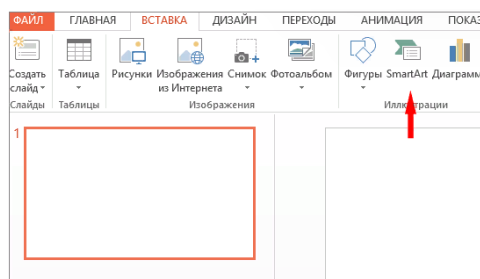 ФАЙЛ ГЛАВНАЯ ВСТАВКА ДИЗАЙН ПЕРЕХОДЫ АНИМАЦИЯ ПОКАЗ
Создать Таблица Рисунки Изображения Снимок Фотоальбом Фигуры SmartArt Диаграмм
слайд из Интернета
Слайды Таблицы Изображения Иллюстрации
1